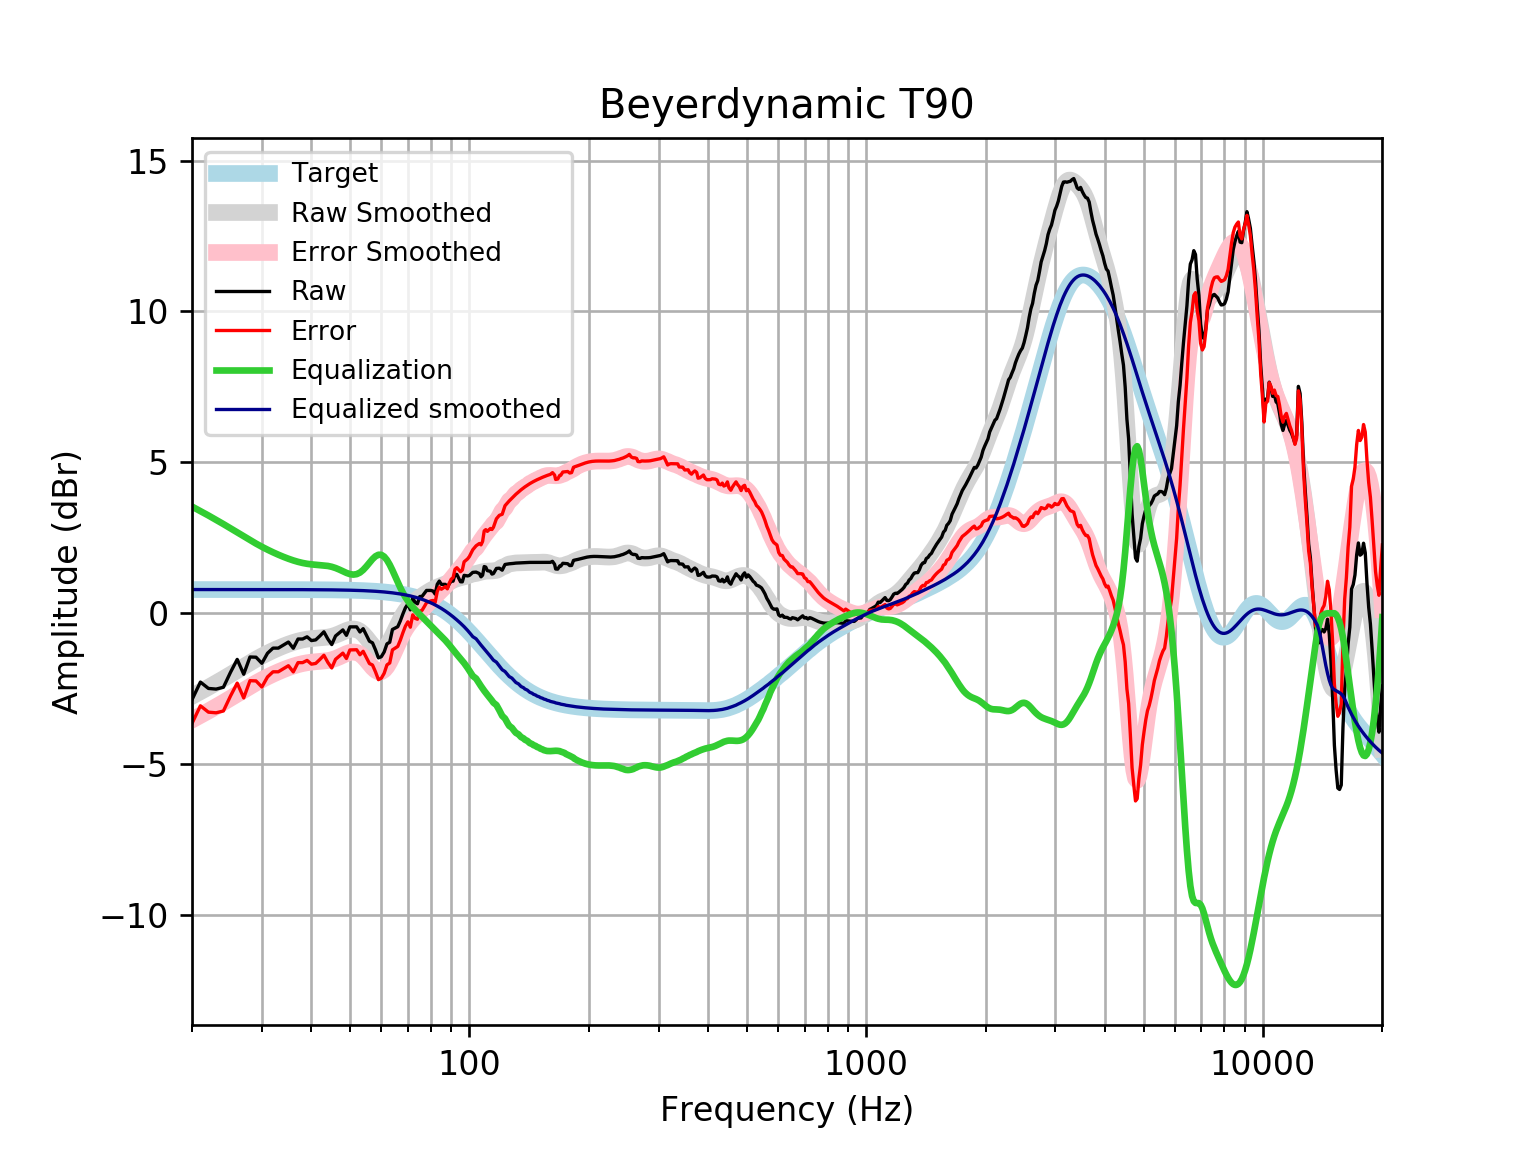 Beyerdynamic T90
Target
Raw Smoothed
Error Smoothed
Raw
Error
Equalization
Equalized smoothed
15
10
5
0
−5
−10
Amplitude (dBr)
100 1000 10000
Frequency (Hz)